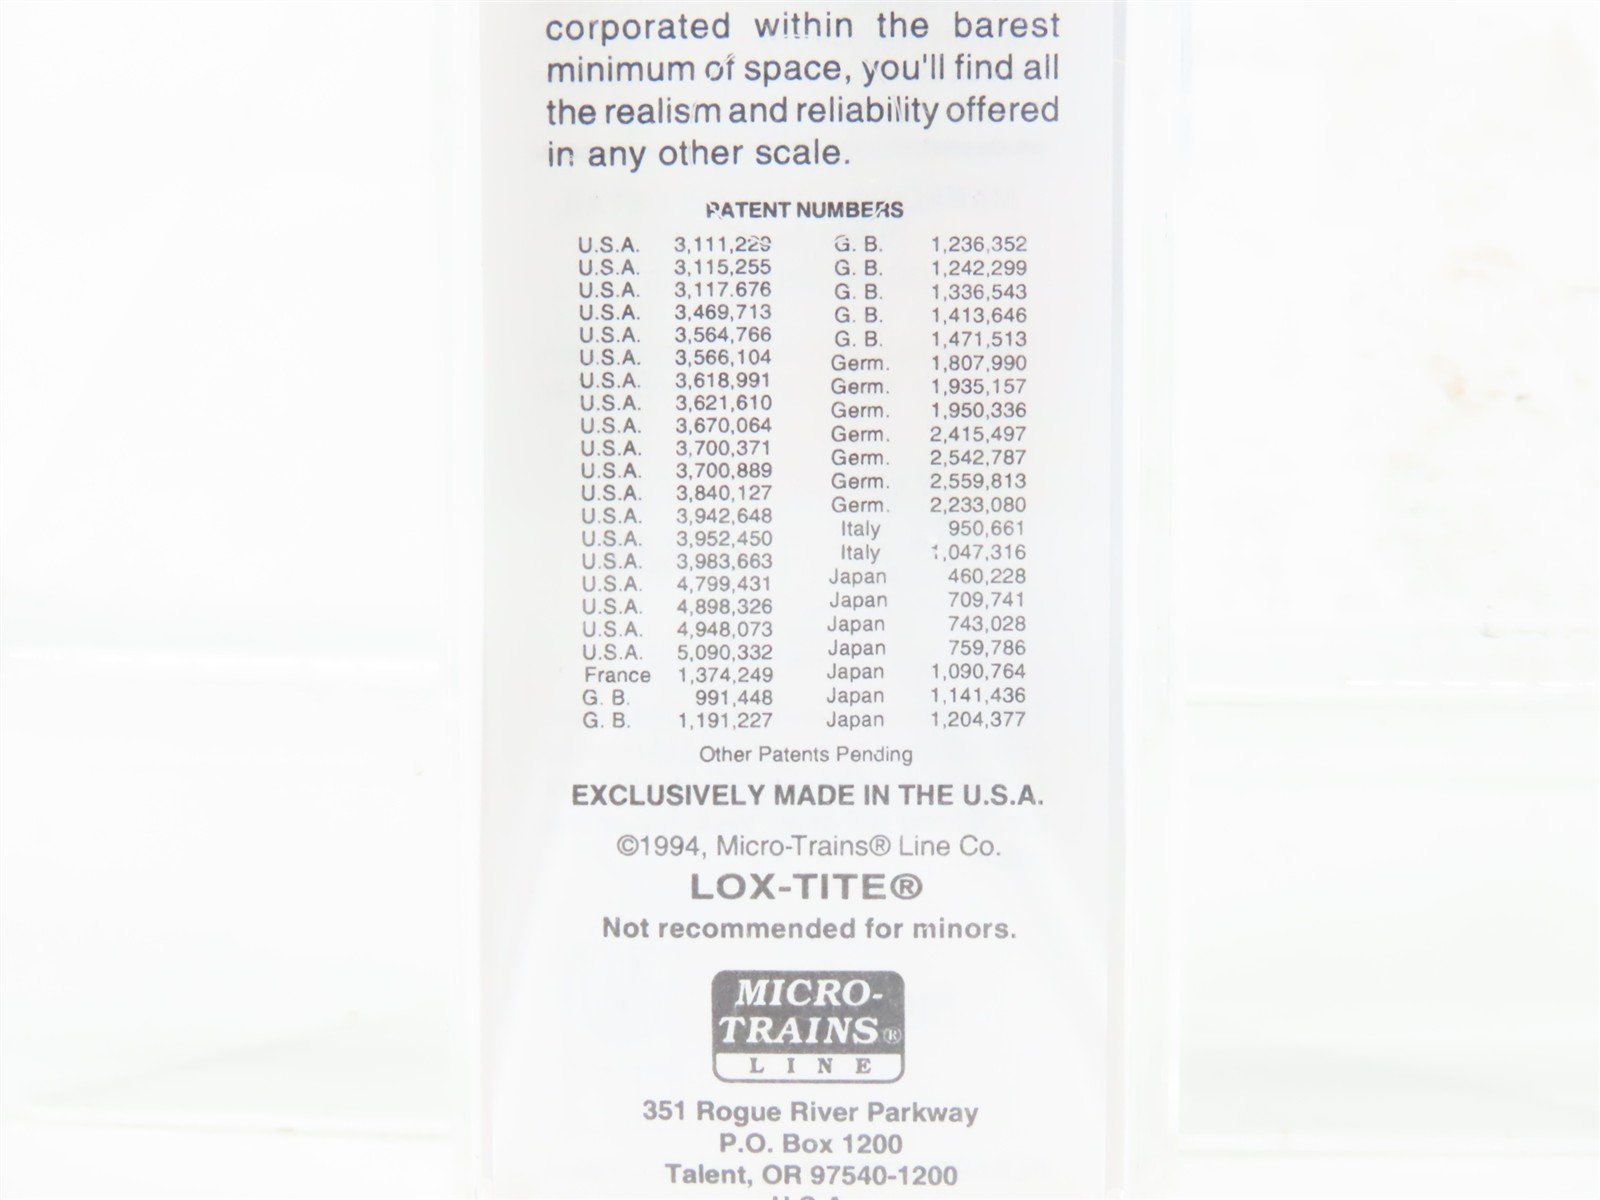 corporated within the barest
minimum of space, you'll find all
the realism and reliability offered
in any other scale.
PATENT NUMBERS
U.S.A. 3,111,229
U.S.A. 3,115,255
U.S.A. 3,117.676
U.S.A. 3,469,713
U.S.A. 3,564,766
U.S.A. 3,566,104
U.S.A. 3,618,991
U.S.A. 3,621,610
U.S.A. 3,670,064
U.S.A. 3,700,371
U.S.A. 3,700,889
U.S.A. 3,840,127
U.S.A. 3,942,648
U.S.A. 3,952,450
U.S.A. 3,983,663
U.S.A. 4,799,431
U.S.A. 4,898,326
U.S.A. 4,948,073
U.S.A. 5,090,332
France 1,374,249
G. B. 991,448
G. B. 1,191,227
G. B. 1,236,352
G. B. 1,242,299
G. B. 1,336,543
G. B. 1,413,646
G. B. 1,471,513
Germ. 1,807,990
Germ. 1,935,157
Germ. 1,950,336
Germ. 2,415,497
Germ. 2,542,787
Germ. 2,559,813
Germ. 2,233,080
Italy 950,661
Italy 1,047,316
Japan 460,228
Japan 709,741
Japan 743,028
Japan 759,786
Japan 1,090,764
Japan 1,141,436
Japan 1,204,377
Other Patents Pending
EXCLUSIVELY MADE IN THE U.S.A.
©1994, Micro-Trains® Line Co.
LOX-TITE®
Not recommended for minors.
MICRO-
TRAINS®
LINE
351 Rogue River Parkway
P.O. Box 1200
Talent, OR 97540-1200